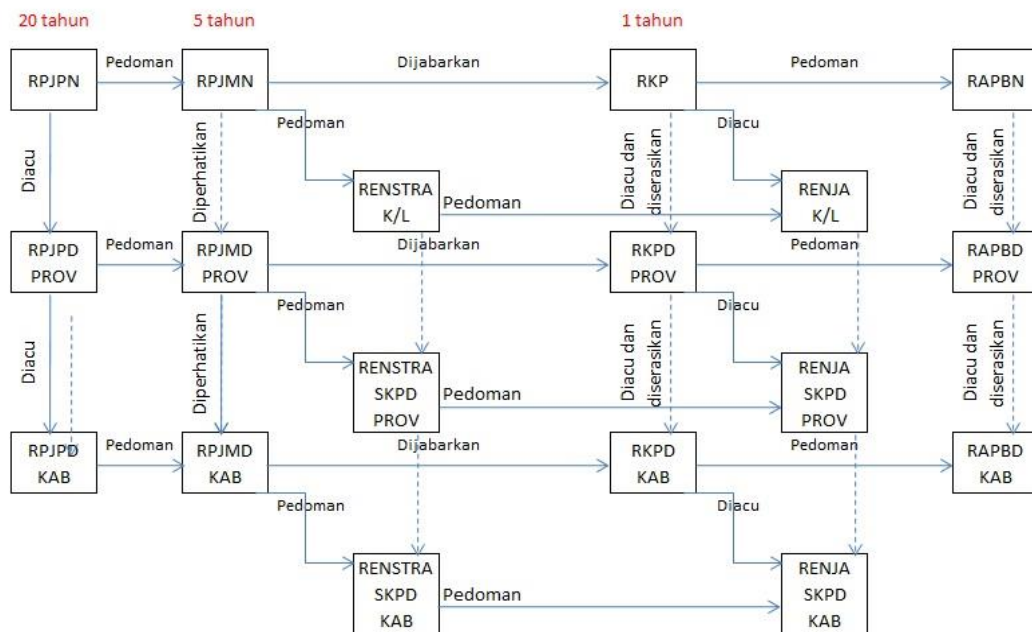 20 tahun
5 tahun
1 tahun
RPJPN
Pedoman
RPJMN
Dijabarkan
RKP
Pedoman
RAPBN
Diacu
Diperhatikan
Pedoman
Diacu dan
diserasikan
Diacu
Diacu dan
diserasikan
RENSTRA
K/L
Pedoman
RENJA
K/L
RPJPD
PROV
Pedoman
RPJMD
PROV
Dijabarkan
RKPD
PROV
Pedoman
RAPBD
PROV
Diacu
Diperhatikan
Pedoman
Diacu dan
diserasikan
Diacu
Diacu dan
diserasikan
RENSTRA
SKPD
PROV
Pedoman
RENJA
SKPD
PROV
RPJPD
KAB
Pedoman
RPJMD
KAB
Dijabarkan
RKPD
KAB
Pedoman
RAPBD
KAB
Pedoman
Diacu
RENSTRA
SKPD
KAB
Pedoman
RENJA
SKPD
KAB